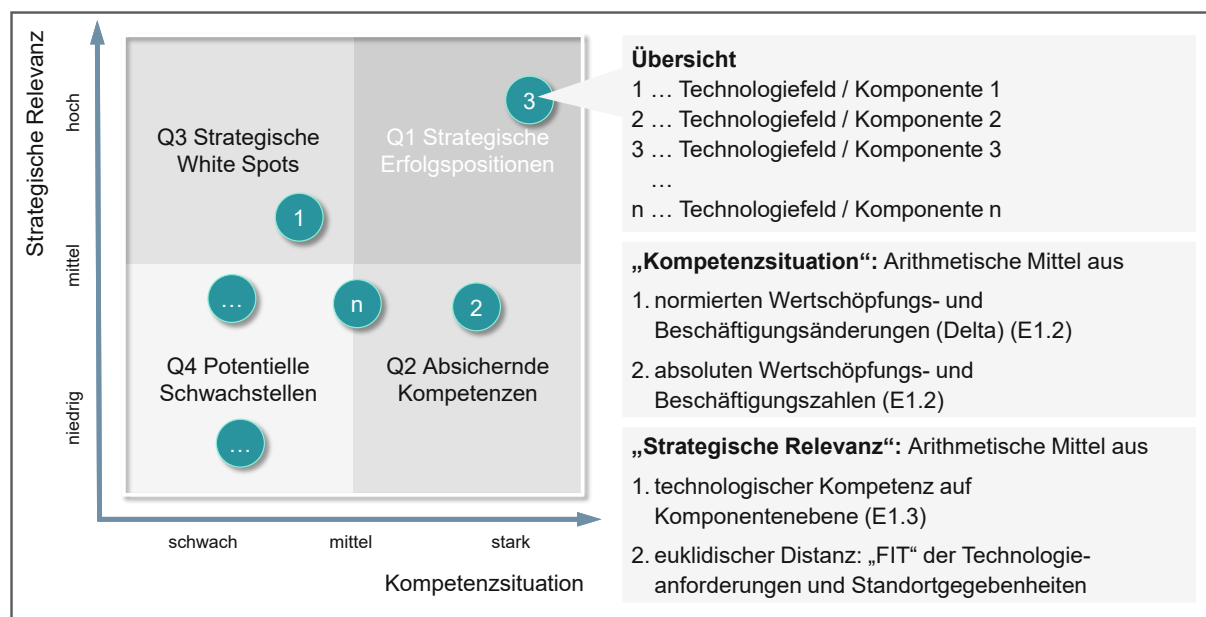 Strategische Relevanz
hoch
mittel
niedrig
Q3 Strategische
White Spots
Q1 Strategische
Erfolgspositionen
3
1
…
n
2
Q4 Potentielle
Schwachstellen
Q2 Absichernde
Kompetenzen
…
schwach
mittel
stark
Kompetenzsituation
Übersicht
1 … Technologiefeld / Komponente 1
2 … Technologiefeld / Komponente 2
3 … Technologiefeld / Komponente 3
…
n … Technologiefeld / Komponente n
„Kompetenzsituation“: Arithmetische Mittel aus
1. normierten Wertschöpfungs- und
Beschäftigungsänderungen (Delta) (E1.2)
2. absoluten Wertschöpfungs- und
Beschäftigungszahlen (E1.2)
„Strategische Relevanz“: Arithmetische Mittel aus
1. technologischer Kompetenz auf
Komponentenebene (E1.3)
2. euklidischer Distanz: „FIT“ der Technologie-
anforderungen und Standortgegebenheiten